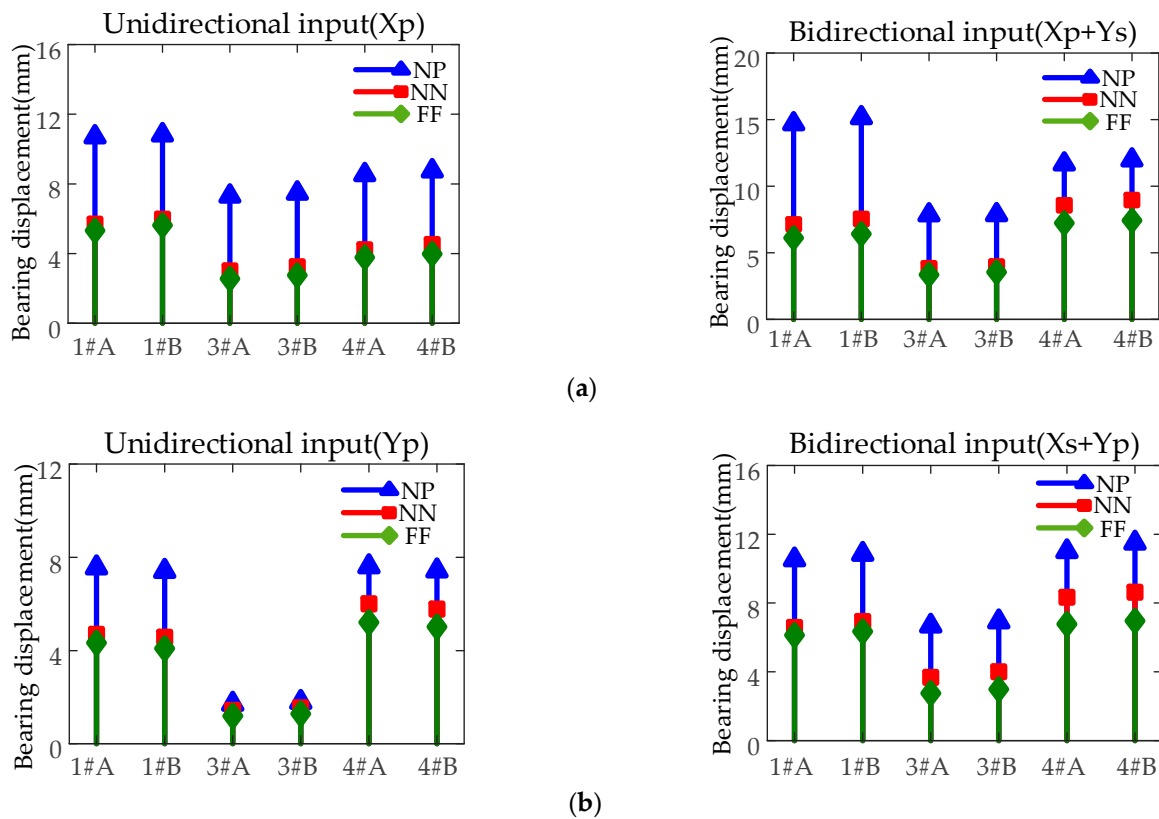 Unidirectional input(Xp)
Bearing displacement(mm)
16
12
8
4
0
NP
NN
FF
1#A 1#B 3#A 3#B 4#A 4#B
Bidirectional input(Xp+Ys)
Bearing displacement(mm)
20
15
10
5
0
NP
NN
FF
1#A 1#B 3#A 3#B 4#A 4#B
(a)
Unidirectional input(Yp)
Bearing displacement(mm)
12
8
4
0
NP
NN
FF
1#A 1#B 3#A 3#B 4#A 4#B
Bidirectional input(Xs+Yp)
Bearing displacement(mm)
16
12
8
4
0
NP
NN
FF
1#A 1#B 3#A 3#B 4#A 4#B
(b)